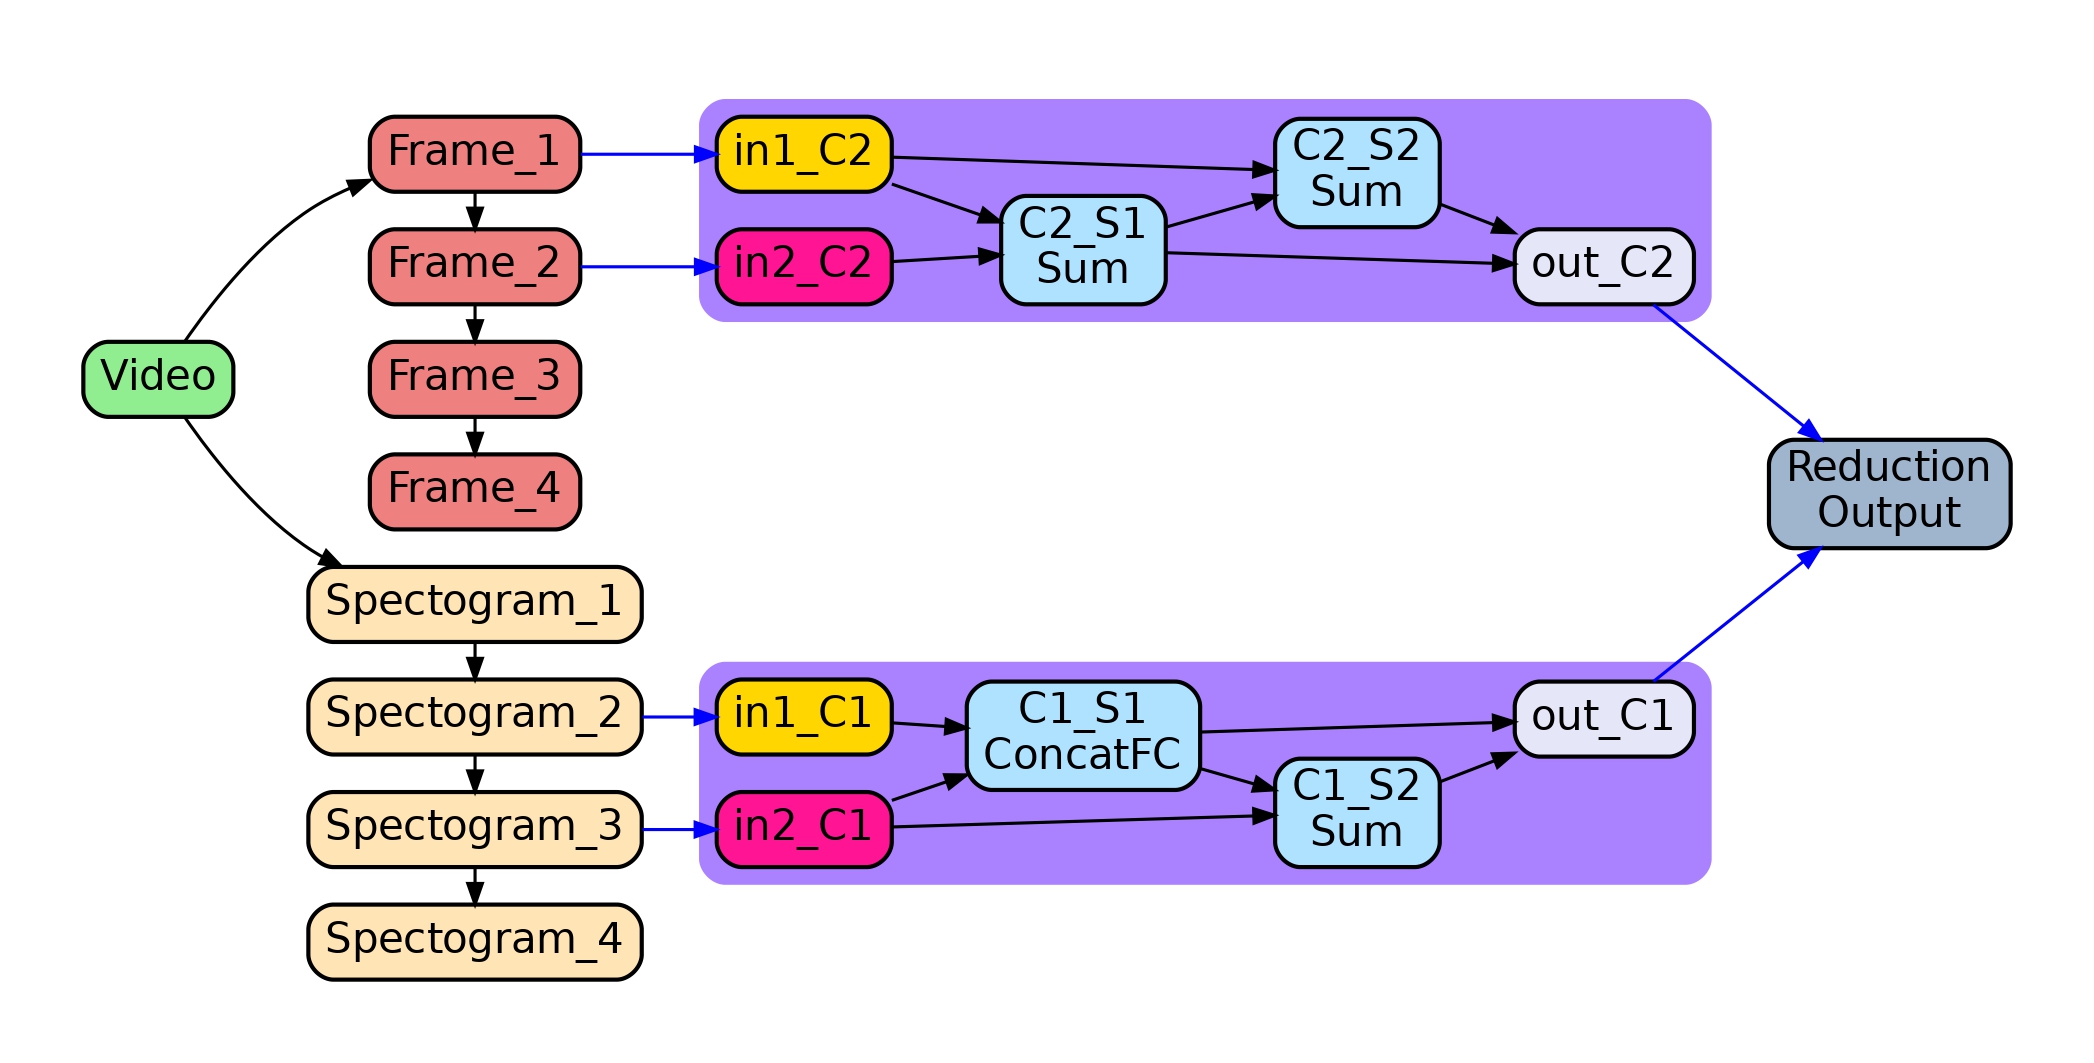 Video
Frame_1
Frame_2
Frame_3
Frame_4
Spectogram_1
Spectogram_2
Spectogram_3
Spectogram_4
in1_C2
in2_C2
C2_S1
Sum
C2_S2
Sum
out_C2
in1_C1
in2_C1
C1_S1
ConcatFC
C1_S2
Sum
out_C1
Reduction
Output